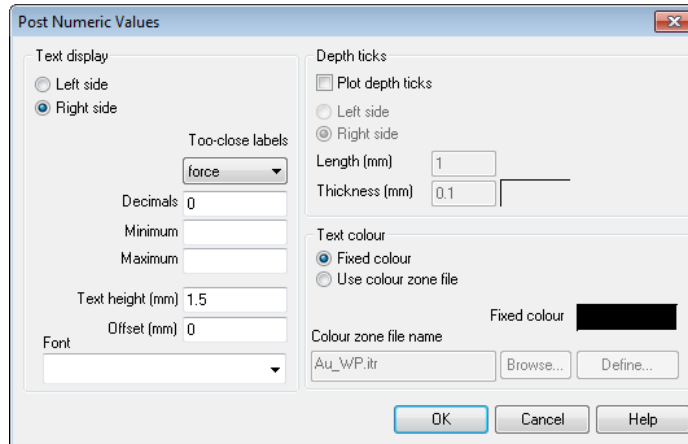 Post Numeric Values
Text display
Left side
Right side
Too-close labels
force
Decimals 0
Minimum
Maximum
Text height (mm) 1.5
Offset (mm) 0
Font
Depth ticks
Plot depth ticks
Left side
Right side
Length (mm) 1
Thickness (mm) 0.1
Text colour
Fixed colour
Use colour zone file
Fixed colour
Colour zone file name
Au_WP.itr Browse... Define...
OK Cancel Help